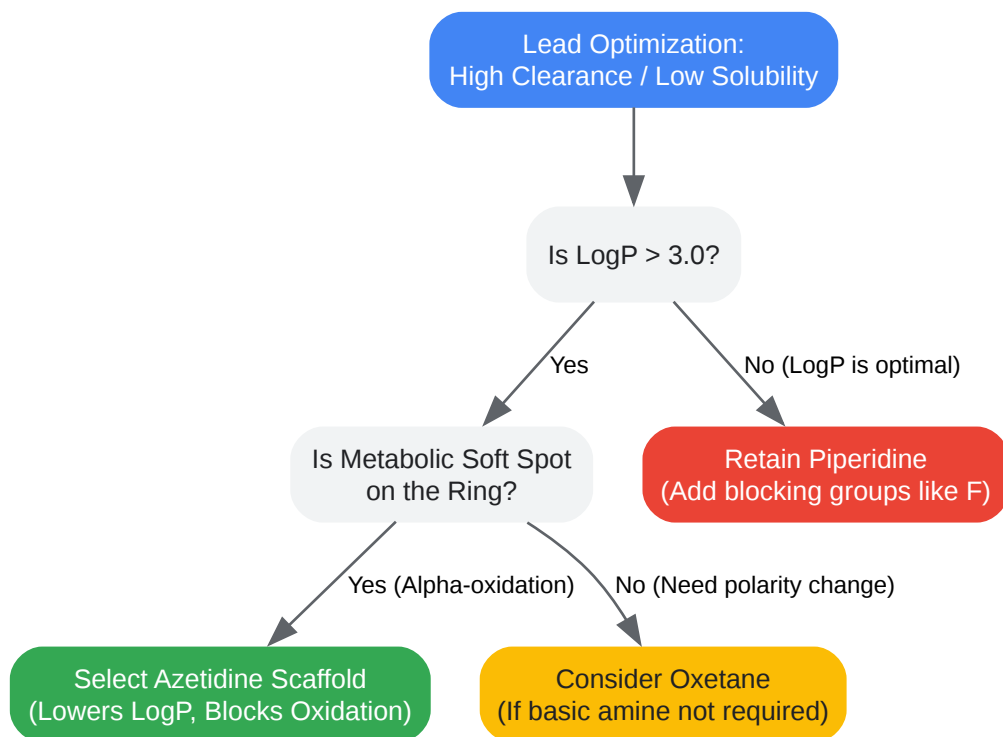 Lead Optimization:
High Clearance / Low Solubility
Is LogP > 3.0?
Yes
No (LogP is optimal)
Is Metabolic Soft Spot
on the Ring?
Retain Piperidine
(Add blocking groups like F)
Yes (Alpha-oxidation)
No (Need polarity change)
Select Azetidine Scaffold
(Lowers LogP, Blocks Oxidation)
Consider Oxetane
(If basic amine not required)